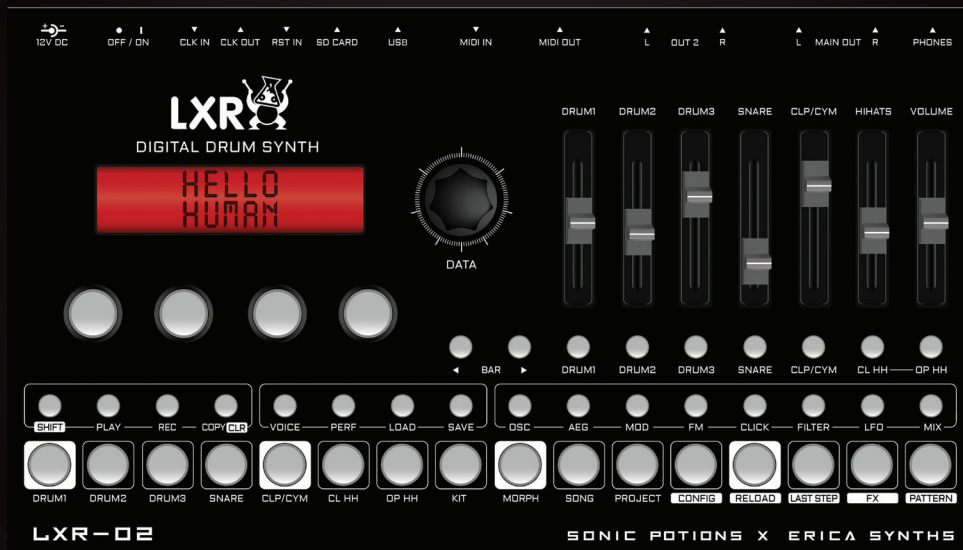 12V DC OFF / ON CLK IN CLK OUT RST IN SD CARD USB MIDI IN MIDI OUT L OUT 2 R L MAIN OUT R PHONES
LXR
DIGITAL DRUM SYNTH
HELLO
HUMAN
DATA
DRUM1 DRUM2 DRUM3 SNARE CLP/CYM HIHATS VOLUME
BAR DRUM1 DRUM2 DRUM3 SNARE CLP/CYM CL HH OP HH
SHIFT PLAY REC COPY CLR VOICE PERF LOAD SAVE OSC AEG MOD FM CLICK FILTER LFO MIX
DRUM1 DRUM2 DRUM3 SNARE CLP/CYM CL HH OP HH KIT MORPH SONG PROJECT CONFIG RELOAD LAST STEP FX PATTERN
LXR-02 SONIC POTIONS X ERICA SYNTHS